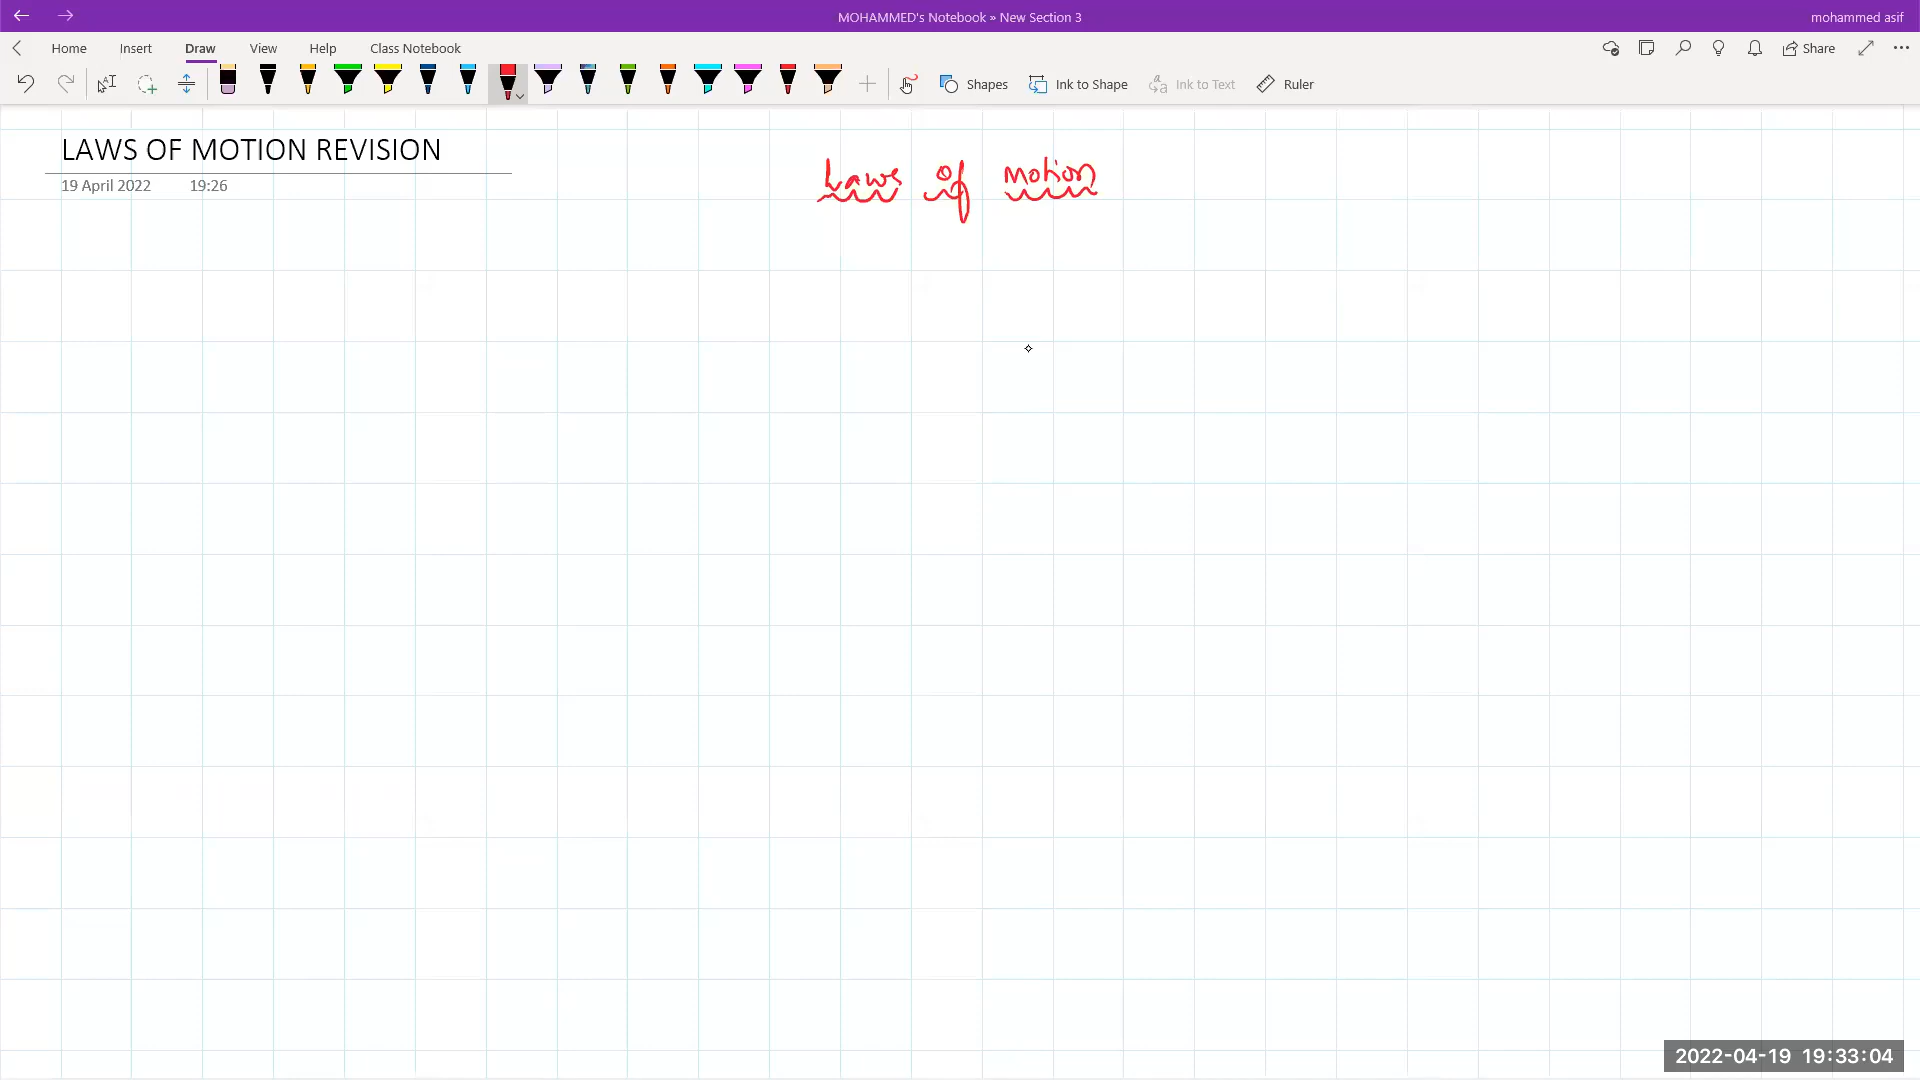 MOHAMMED's Notebook » New Section 3
mohammed asif
Home Insert Draw View Help Class Notebook Share
Shapes Ink to Shape Ink to Text Ruler
LAWS OF MOTION REVISION
19 April 2022 19:26
Laws of Motion
2022-04-19 19:33:04